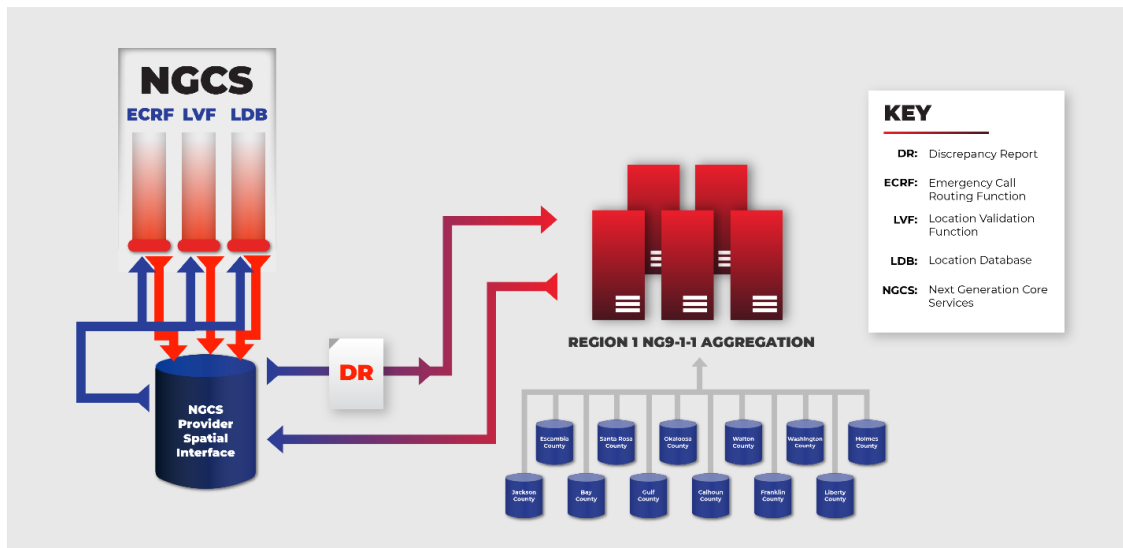 NGCS
ECRF LVF LDB
NGCS
Provider
Spatial
Interface
DR
REGION 1 NG9-1-1 AGGREGATION
Escambia
County
Santa Rosa
County
Okaloosa
County
Walton
County
Washington
County
Holmes
County
Jackson
County
Bay
County
Gulf
County
Calhoun
County
Franklin
County
Liberty
County
KEY
DR: Discrepancy Report
ECRF: Emergency Call
Routing Function
LVF: Location Validation
Function
LDB: Location Database
NGCS: Next Generation Core
Services